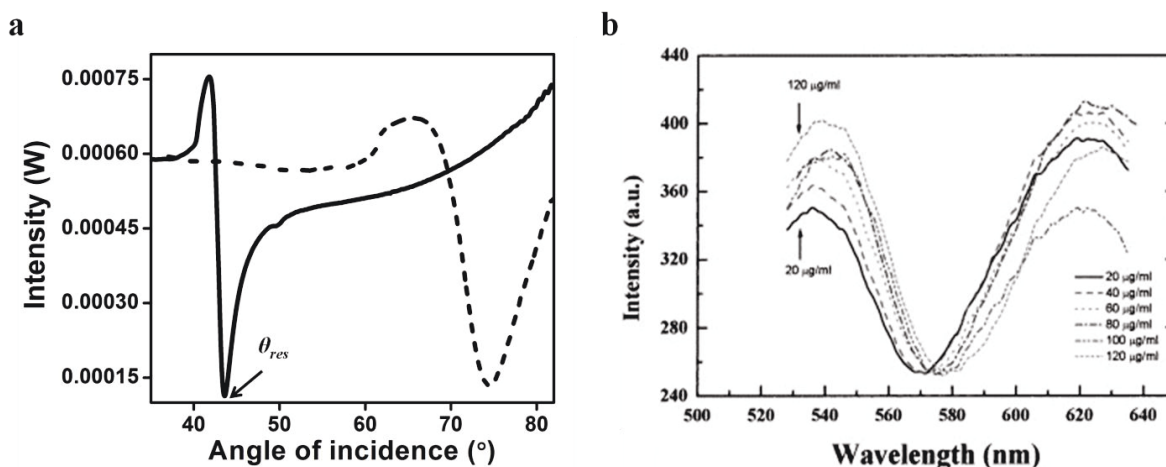 a
0.00075
0.00060
0.00045
0.00030
0.00015
Intensity (W)
θres
40 50 60 70 80
Angle of incidence (°)
b
440
400
360
320
280
240
Intensity (a.u.)
120 μg/ml
20 μg/ml
20 μg/ml
40 μg/ml
60 μg/ml
80 μg/ml
100 μg/ml
120 μg/ml
500 520 540 560 580 600 620 640
Wavelength (nm)